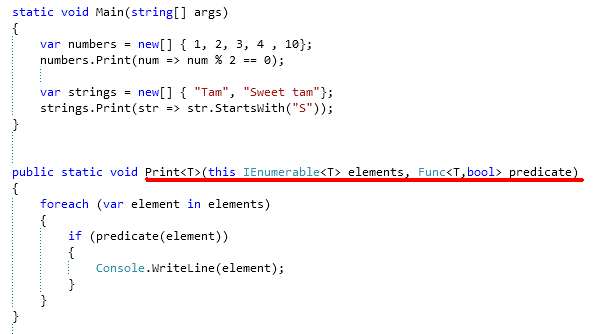 static void Main(string[] args)
{
    var numbers = new[] { 1, 2, 3, 4 , 10};
    numbers.Print(num => num % 2 == 0);

    var strings = new[] { "Tam", "Sweet tam"};
    strings.Print(str => str.StartsWith("S"));
}

public static void Print<T>(this IEnumerable<T> elements, Func<T,bool> predicate)
{
    foreach (var element in elements)
    {
        if (predicate(element))
        {
            Console.WriteLine(element);
        }
    }
}